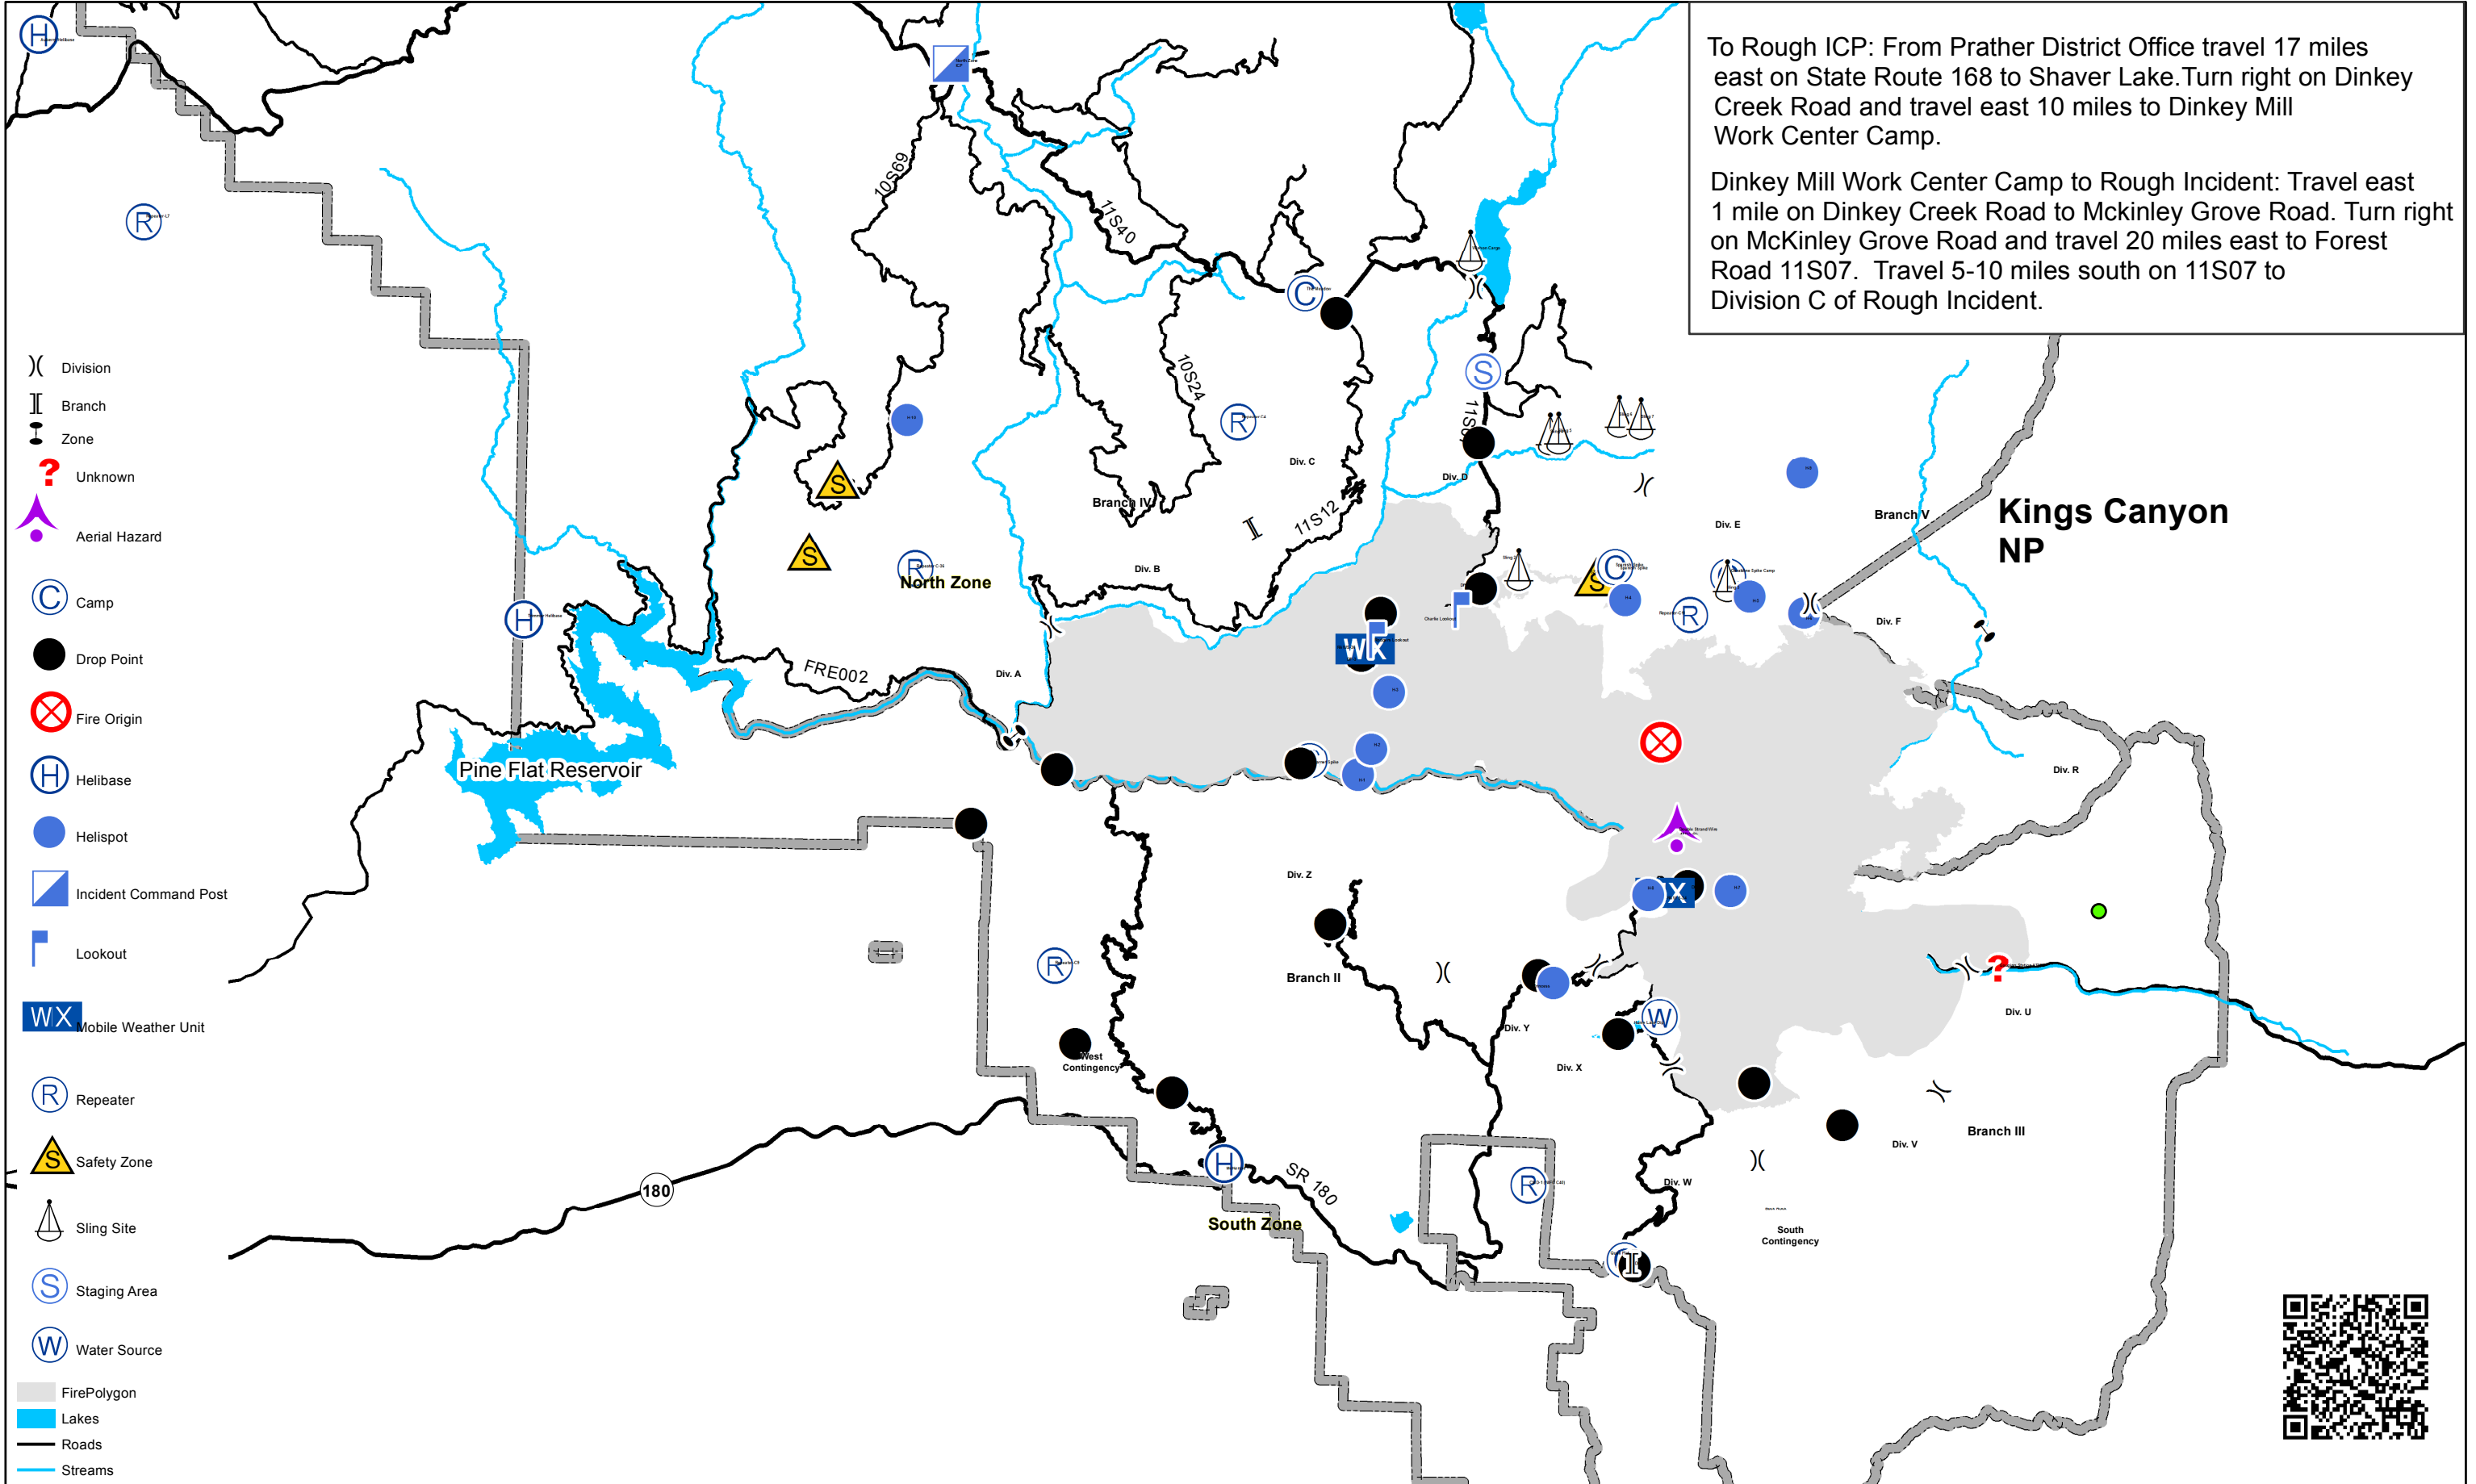 To Rough ICP: From Prather District Office travel 17 miles
east on State Route 168 to Shaver Lake.Turn right on Dinkey
Creek Road and travel east 10 miles to Dinkey Mill
Work Center Camp.
Dinkey Mill Work Center Camp to Rough Incident: Travel east
1 mile on Dinkey Creek Road to Mckinley Grove Road. Turn right
on McKinley Grove Road and travel 20 miles east to Forest
Road 11S07.  Travel 5-10 miles south on 11S07 to
Division C of Rough Incident.
H
R
10S69
11S40
C
S
10S24
R
Div. C
Div. D
Branch IV
11S12
Div. E
Branch V
Kings Canyon
NP
S
S
R
North Zone
Div. B
S
C
Charlie Lookout
R
Div. F
H
FRE002
Div. A
WX
Pine Flat Reservoir
Div. R
Div. Z
X
Branch II
R
Div. Y
W
Div. U
West
Contingency
Div. X
Branch III
Div. V
H
180
SR 180
R
Div. W
South Zone
South
Contingency
Division
Branch
Zone
? Unknown
Aerial Hazard
C Camp
Drop Point
Fire Origin
H Helibase
Helispot
Incident Command Post
Lookout
WX Mobile Weather Unit
R Repeater
S Safety Zone
Sling Site
S Staging Area
W Water Source
FirePolygon
Lakes
Roads
Streams